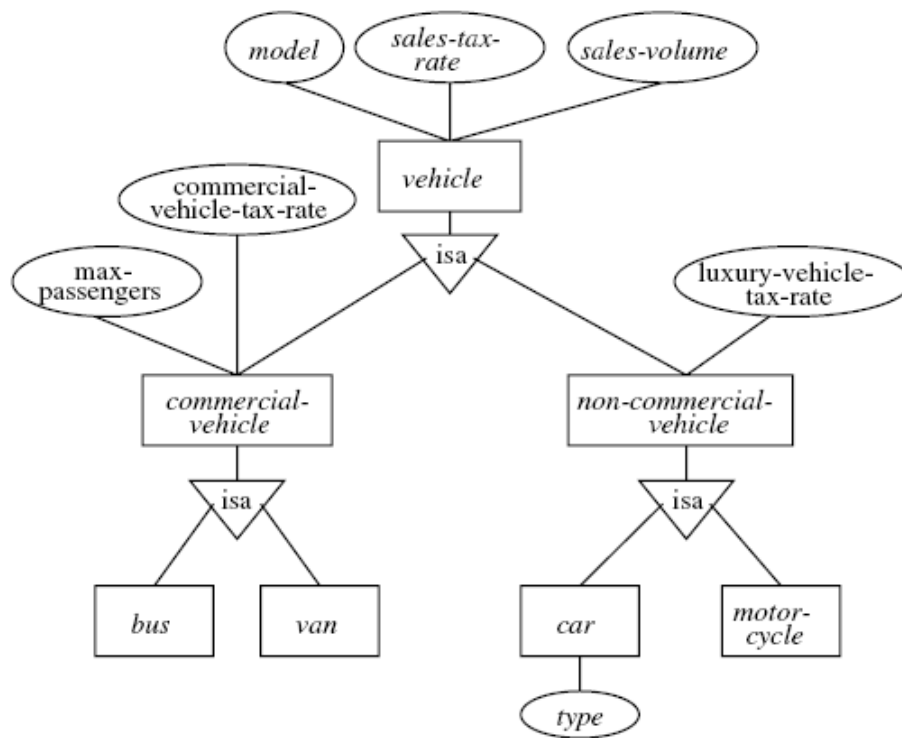 model
sales-tax-
rate
sales-volume
vehicle
commercial-
vehicle-tax-rate
isa
max-
passengers
luxury-vehicle-
tax-rate
commercial-
vehicle
non-commercial-
vehicle
isa
isa
bus
van
car
motor-
cycle
type